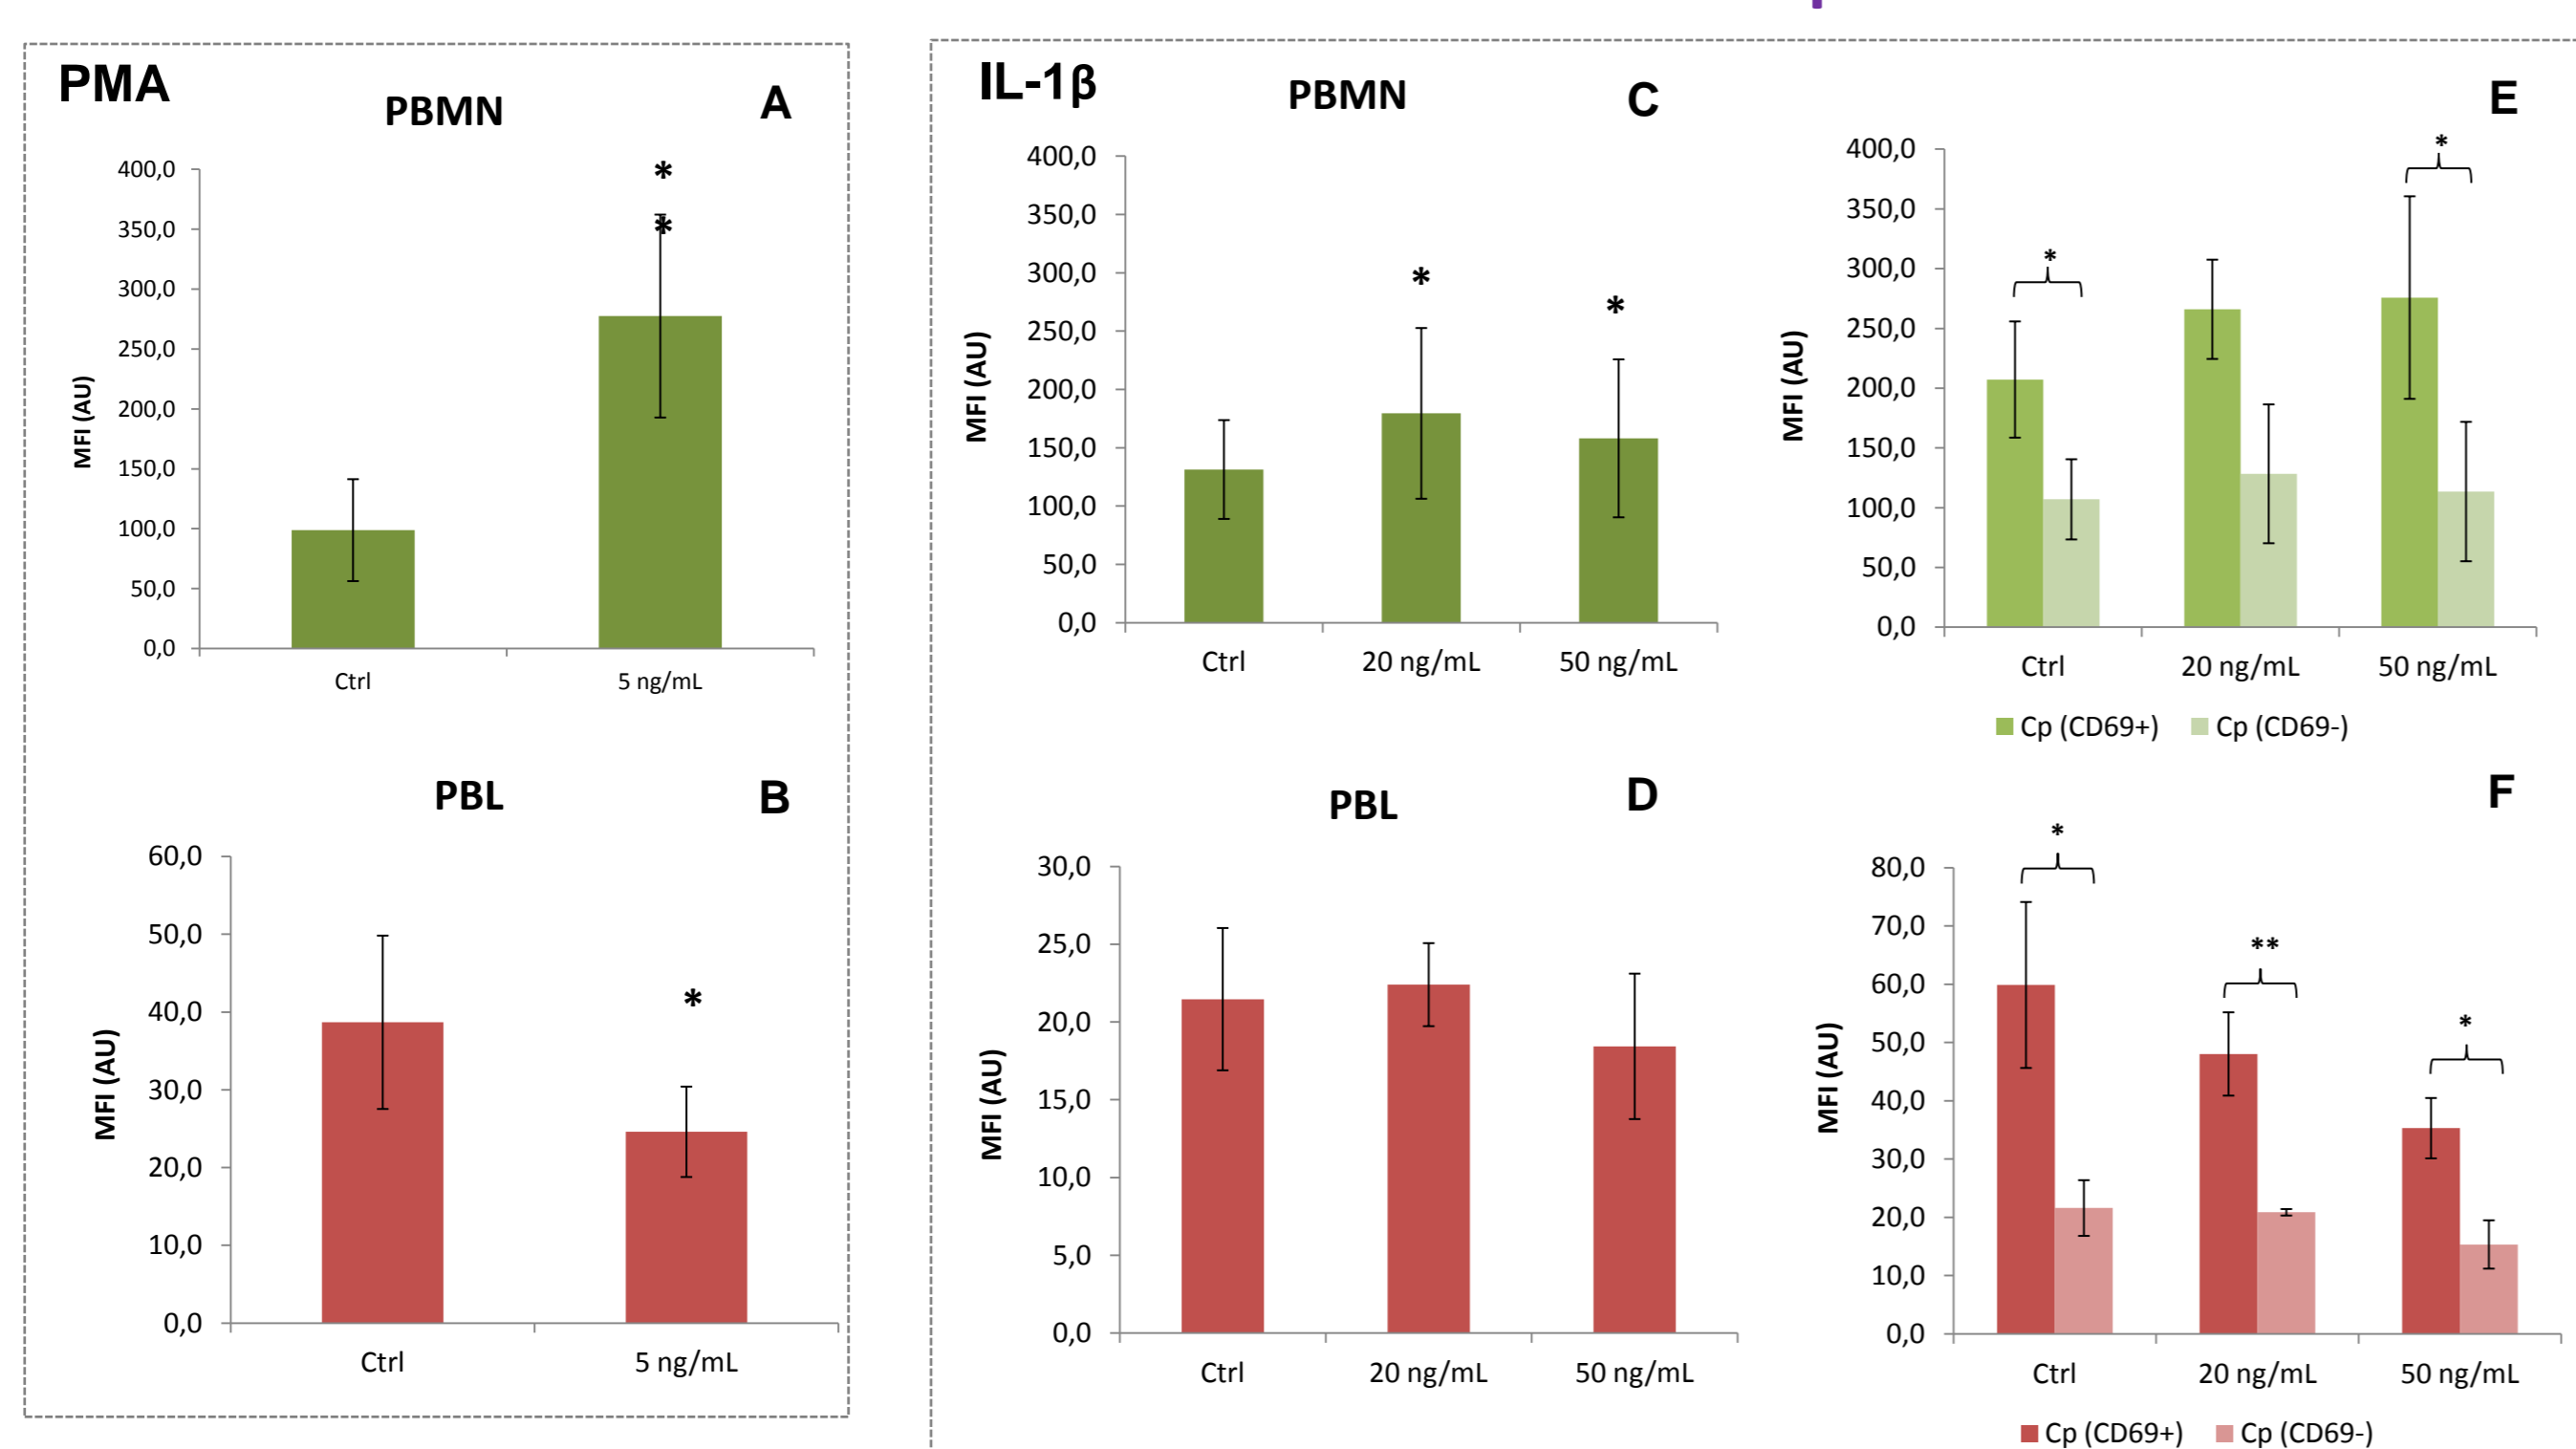 PMA
PBMN
A
*
*
400,0
350,0
300,0
250,0
200,0
150,0
100,0
50,0
0,0
MFI (AU)
Ctrl
5 ng/mL
PBL
B
*
60,0
50,0
40,0
30,0
20,0
10,0
0,0
MFI (AU)
Ctrl
5 ng/mL
IL-1β
PBMN
C
*
*
400,0
350,0
300,0
250,0
200,0
150,0
100,0
50,0
0,0
MFI (AU)
Ctrl
20 ng/mL
50 ng/mL
E
*
*
400,0
350,0
300,0
250,0
200,0
150,0
100,0
50,0
0,0
MFI (AU)
Ctrl
20 ng/mL
50 ng/mL
Cp (CD69+)
Cp (CD69-)
PBL
D
30,0
25,0
20,0
15,0
10,0
5,0
0,0
MFI (AU)
Ctrl
20 ng/mL
50 ng/mL
F
*
**
*
80,0
70,0
60,0
50,0
40,0
30,0
20,0
10,0
0,0
MFI (AU)
Ctrl
20 ng/mL
50 ng/mL
Cp (CD69+)
Cp (CD69-)